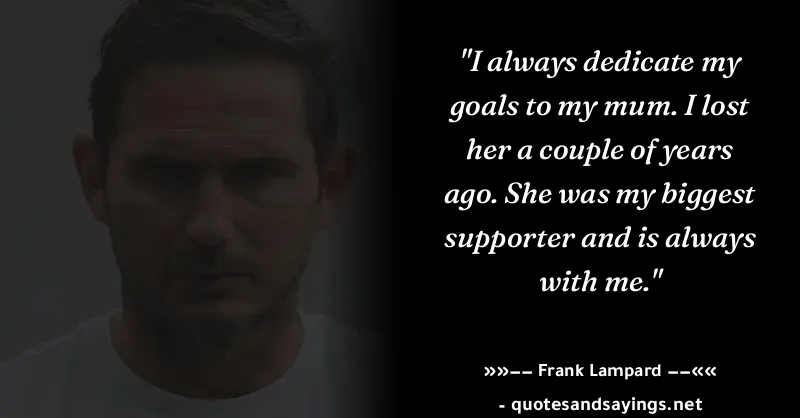 "I always dedicate my
goals to my mum. I lost
her a couple of years
ago. She was my biggest
supporter and is always
with me."
»»−− Frank Lampard −−««
- quotesandsayings.net